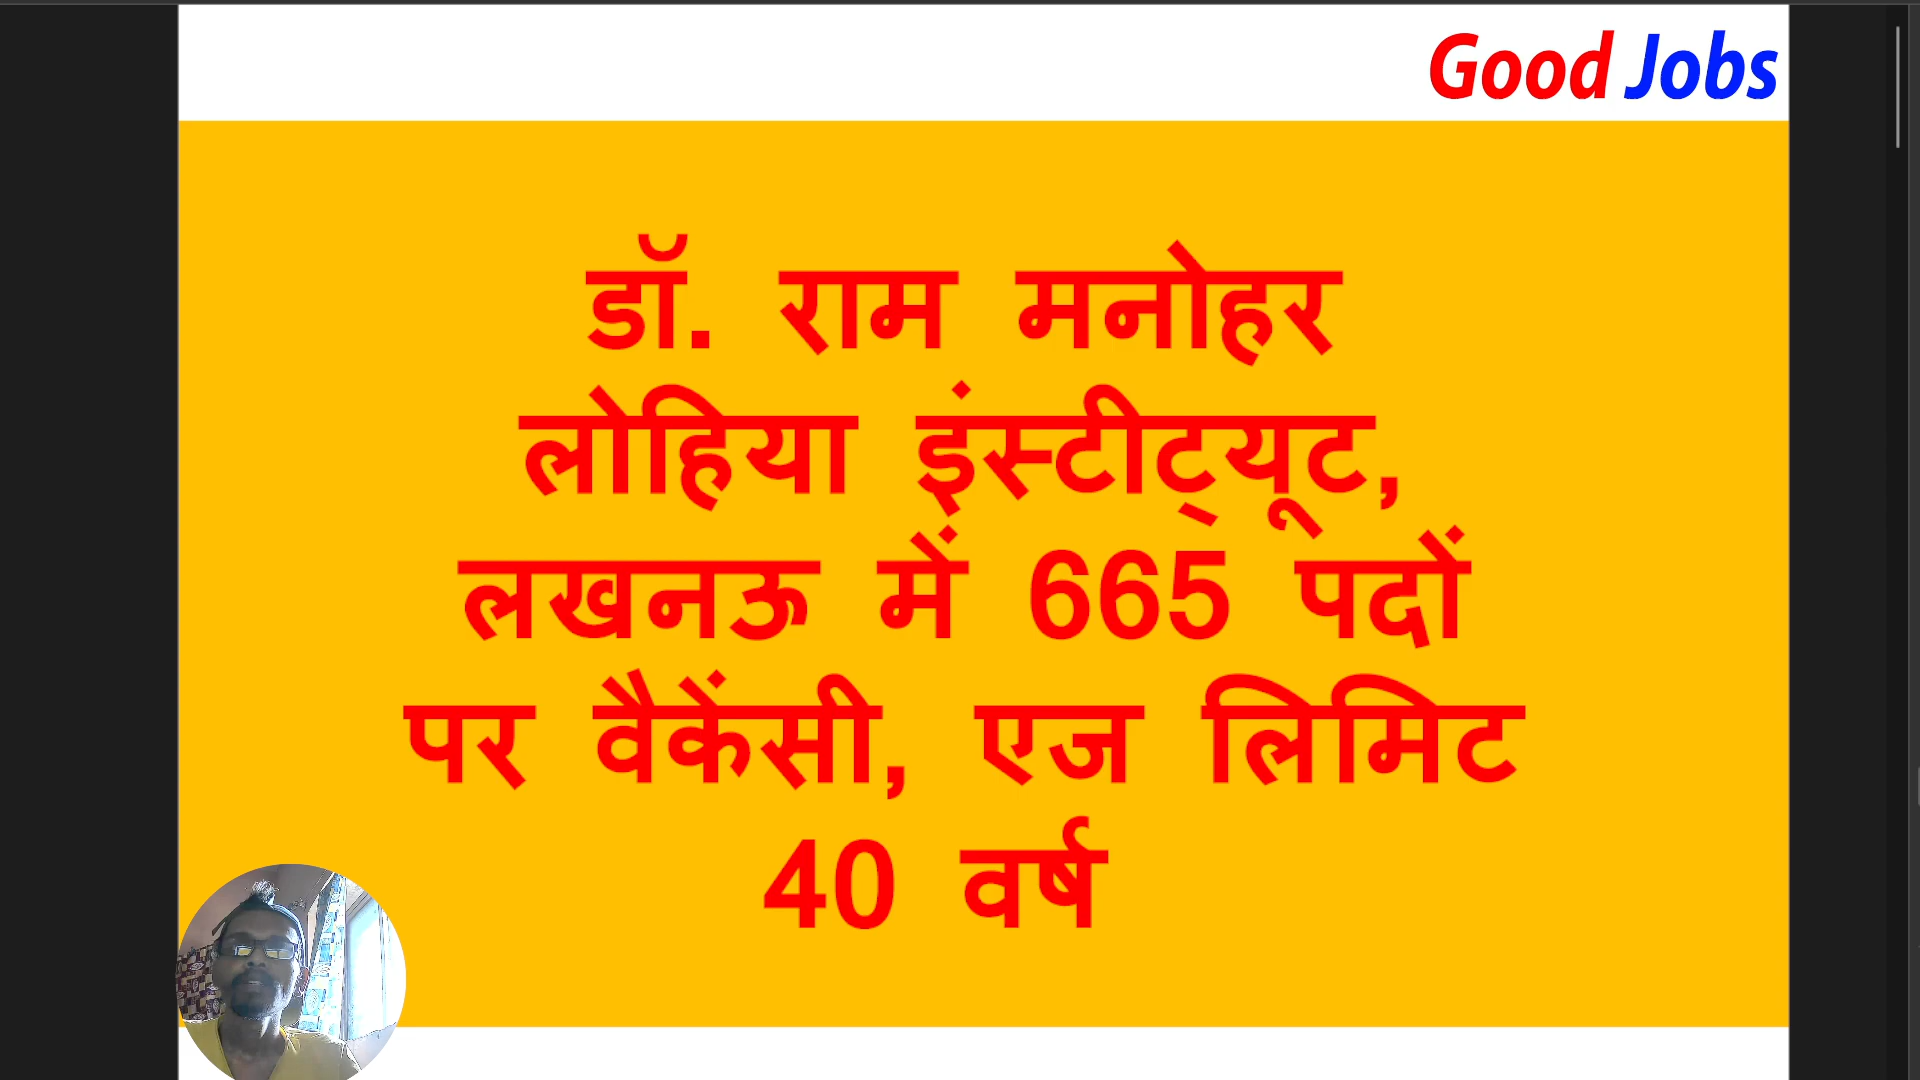 Good Jobs
डॉ. राम मनोहर
लोहिया इंस्टीट्यूट,
लखनऊ में 665 पदों
पर वैकेंसी, एज लिमिट
40 वर्ष